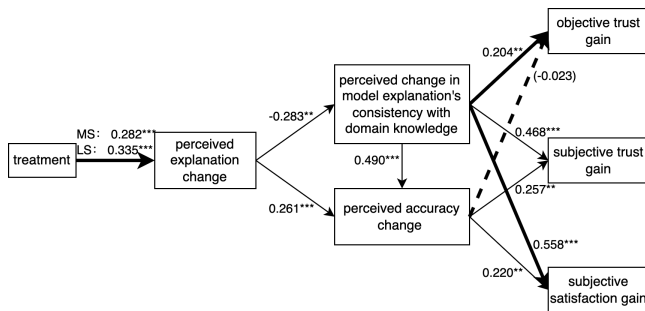 objective trust
gain
0.204**
(-0.023)
perceived change in
model explanation's
consistency with
domain knowledge
-0.283**
MS: 0.282***
LS: 0.335***
treatment
perceived
explanation
change
0.468***
0.490***
subjective trust
gain
0.257**
0.261***
perceived accuracy
change
0.558***
0.220**
subjective
satisfaction gain